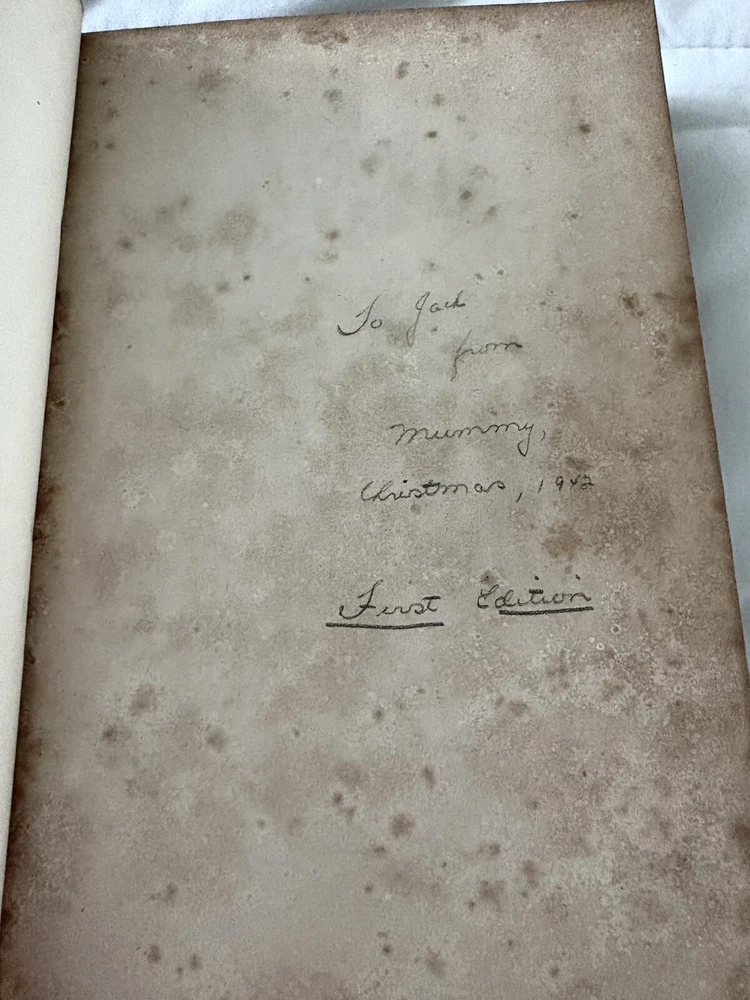 To Jack
from
Mummy,
Christmas, 1942
First Edition